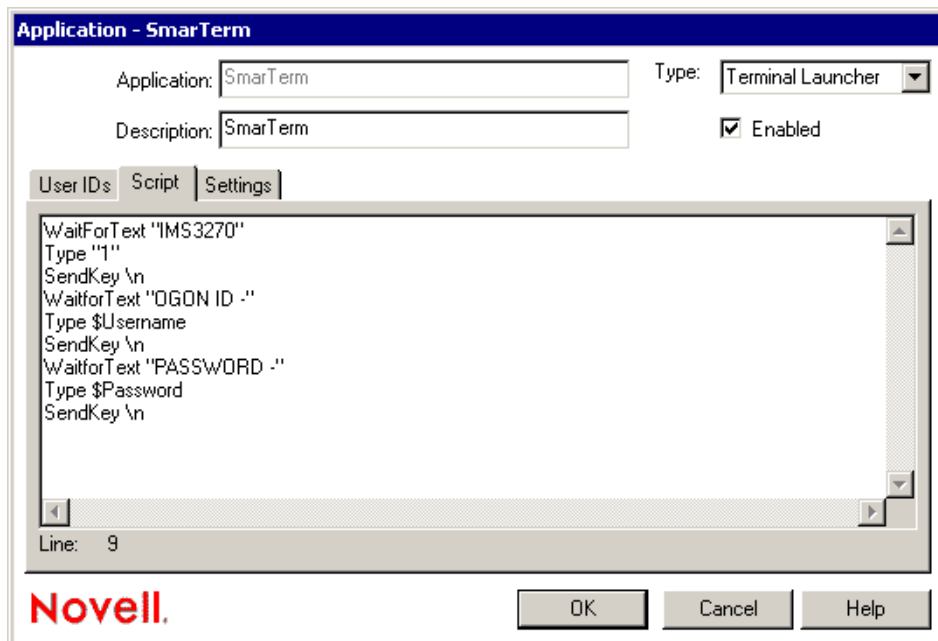 Application - SmarTerm
Application: SmarTerm Type: Terminal Launcher
Description: SmarTerm Enabled
User IDs Script Settings
WaitForText "IMS3270"
Type "1"
SendKey \n
WaitforText "OGON ID -"
Type $Username
SendKey \n
WaitforText "PASSWORD -"
Type $Password
SendKey \n
Line: 9
Novell. OK Cancel Help